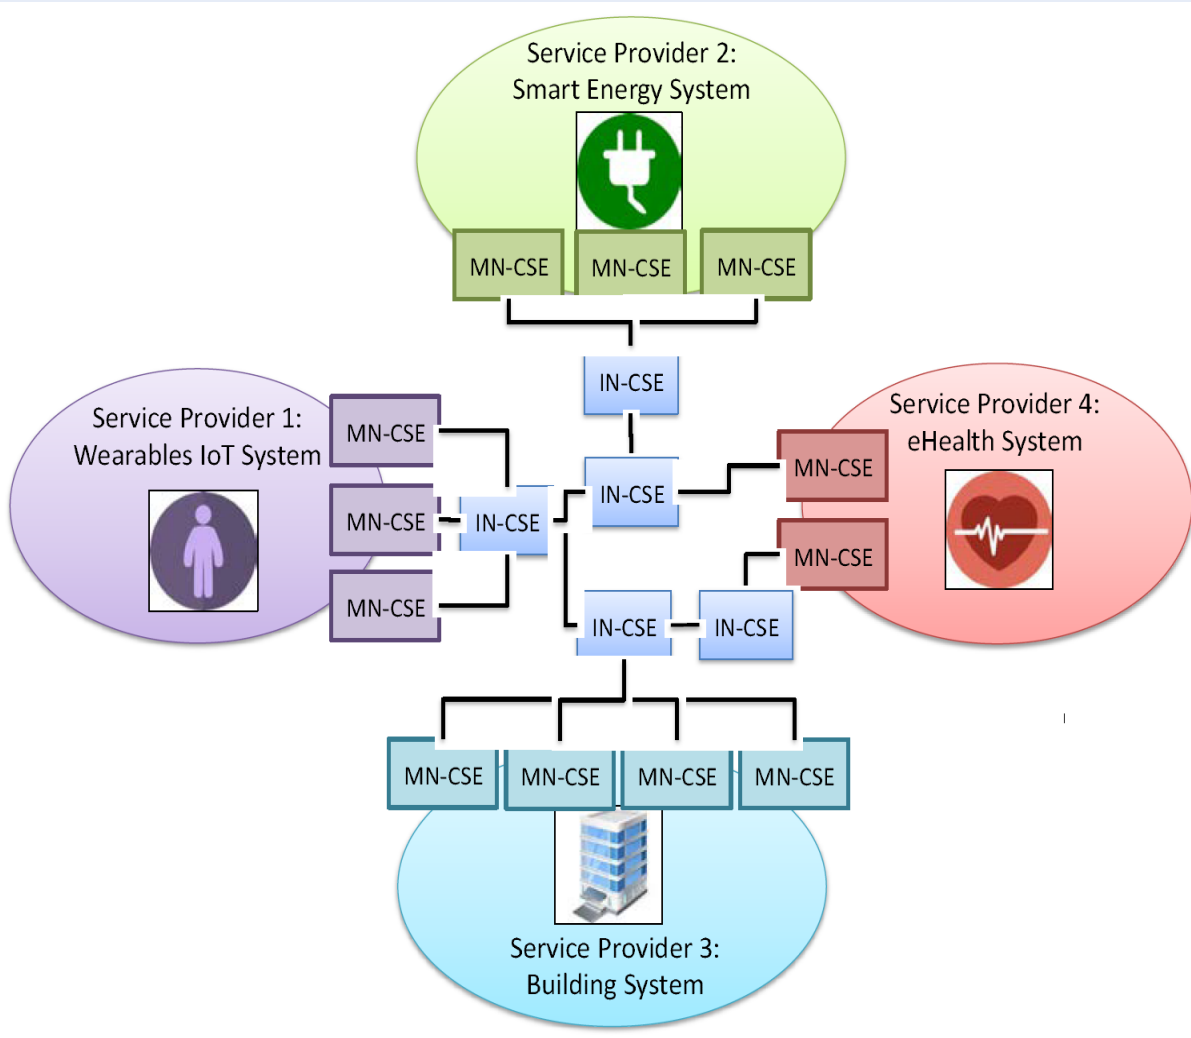 Service Provider 2:
Smart Energy System
MN-CSE
MN-CSE
MN-CSE
IN-CSE
Service Provider 1:
Wearables IoT System
MN-CSE
MN-CSE
MN-CSE
IN-CSE
IN-CSE
Service Provider 4:
eHealth System
MN-CSE
MN-CSE
IN-CSE
IN-CSE
MN-CSE
MN-CSE
MN-CSE
MN-CSE
Service Provider 3:
Building System